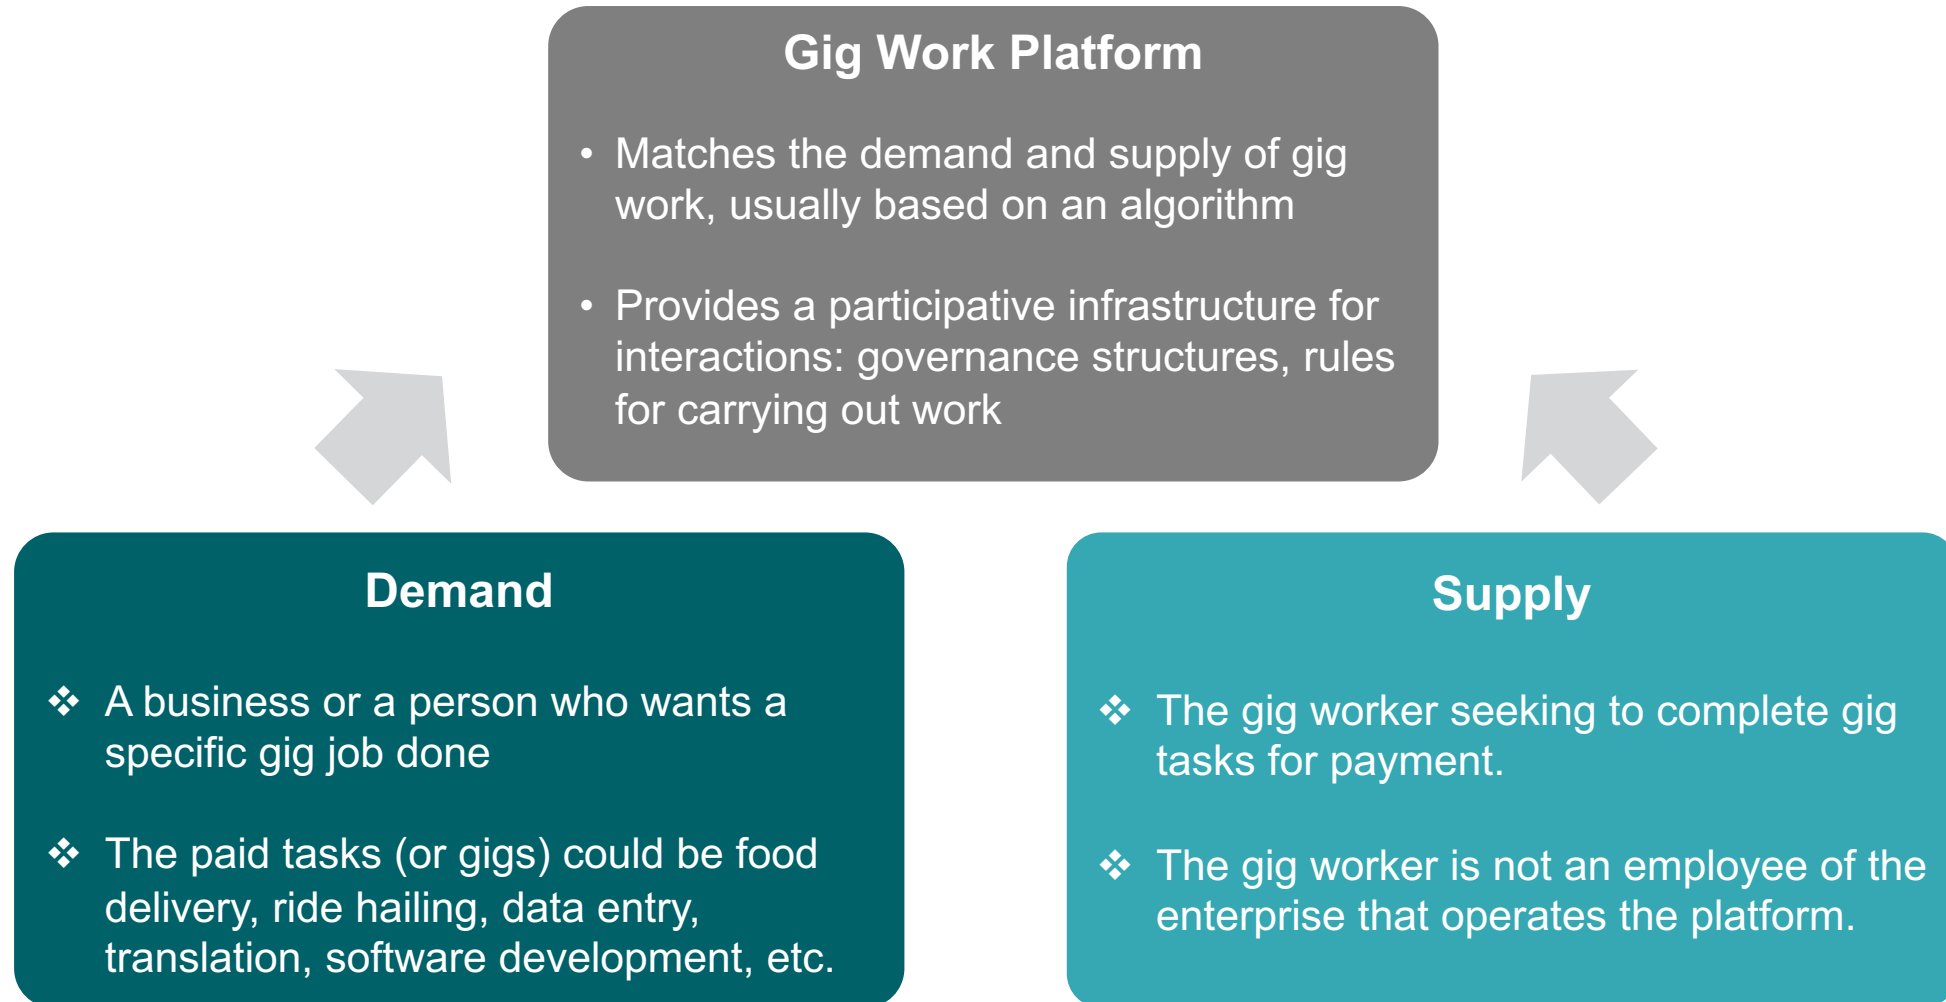 Gig Work Platform
• Matches the demand and supply of gig
work, usually based on an algorithm
• Provides a participative infrastructure for
interactions: governance structures, rules
for carrying out work
Demand
❖ A business or a person who wants a
specific gig job done
❖ The paid tasks (or gigs) could be food
delivery, ride hailing, data entry,
translation, software development, etc.
Supply
❖ The gig worker seeking to complete gig
tasks for payment.
❖ The gig worker is not an employee of the
enterprise that operates the platform.